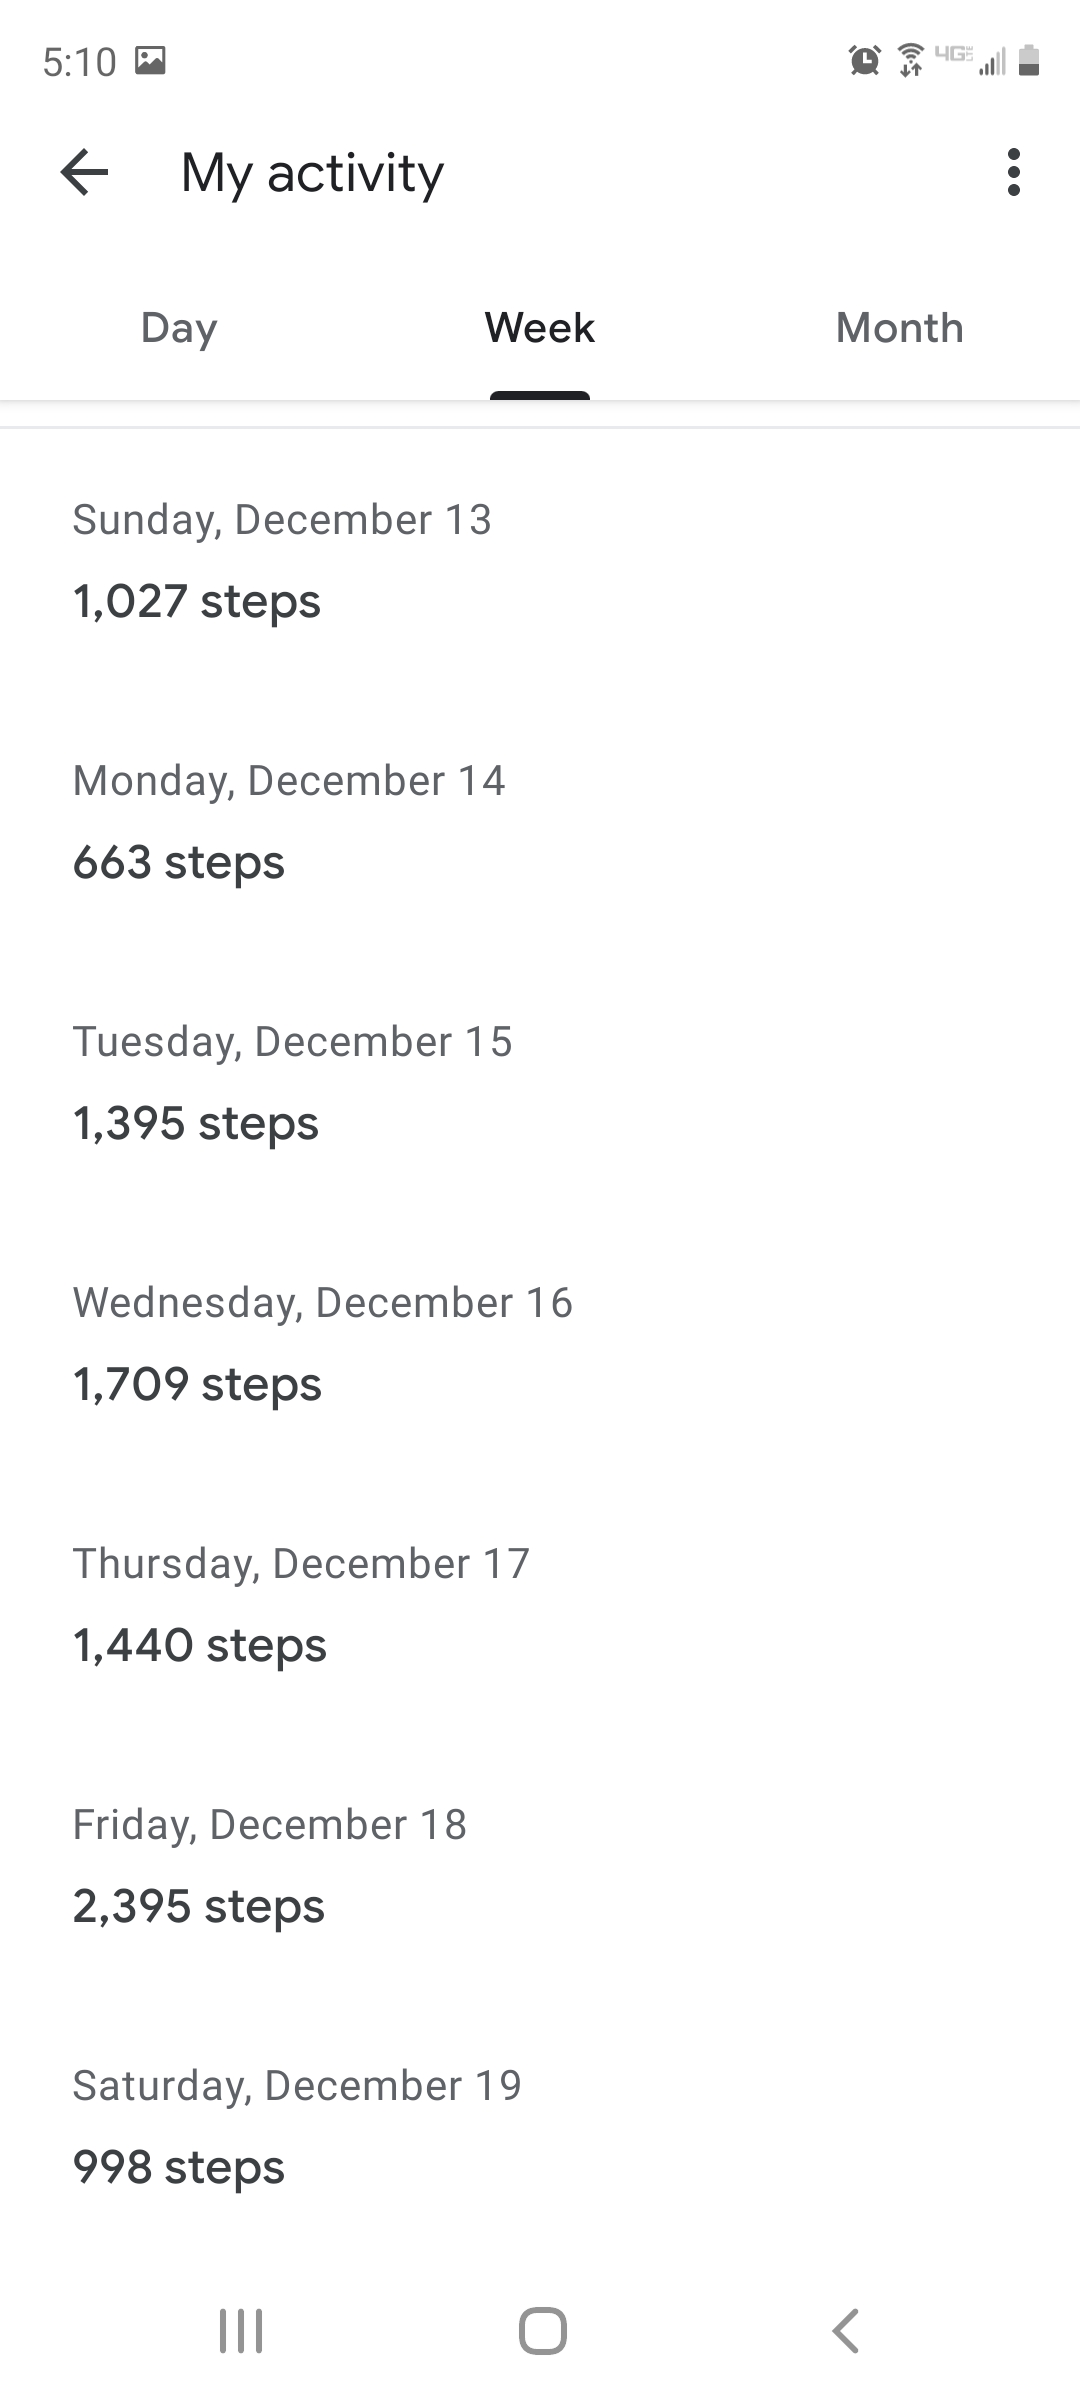 5:10 4G
My activity
Day Week Month
Sunday, December 13
1,027 steps
Monday, December 14
663 steps
Tuesday, December 15
1,395 steps
Wednesday, December 16
1,709 steps
Thursday, December 17
1,440 steps
Friday, December 18
2,395 steps
Saturday, December 19
998 steps